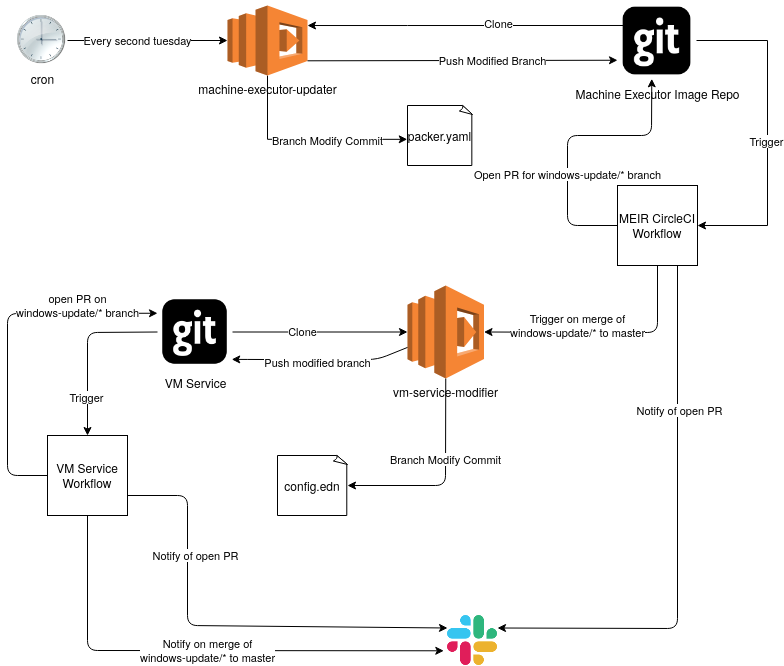 Clone
Every second tuesday
git
Push Modified Branch
cron
machine-executor-updater
Machine Executor Image Repo
Branch Modify Commit
packer.yaml
Trigger
Open PR for windows-update/* branch
MEIR CircleCI
Workflow
open PR on
windows-update/* branch
git
Clone
Trigger on merge of
windows-update/* to master
Push modified branch
VM Service
vm-service-modifier
Trigger
Notify of open PR
VM Service
Workflow
Branch Modify Commit
config.edn
Notify of open PR
Notify on merge of
windows-update/* to master